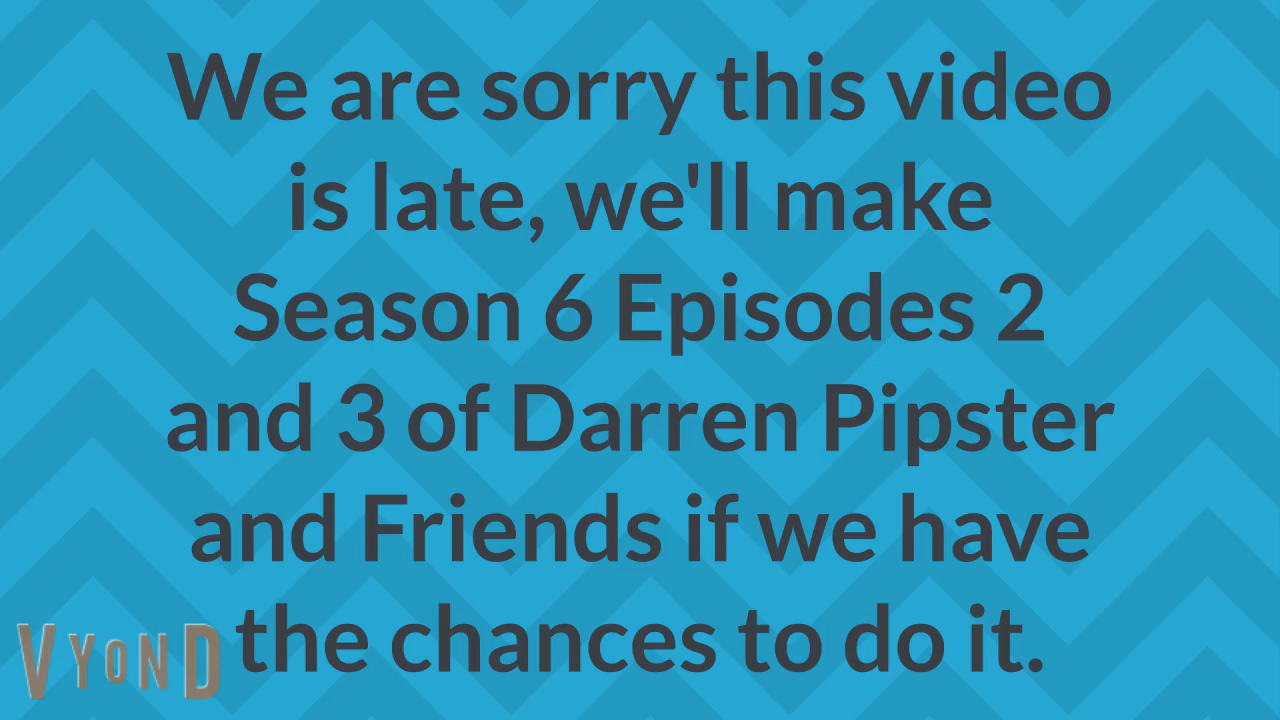 We are sorry this video
is late, we'll make
Season 6 Episodes 2
and 3 of Darren Pipster
and Friends if we have
the chances to do it.
VYOND